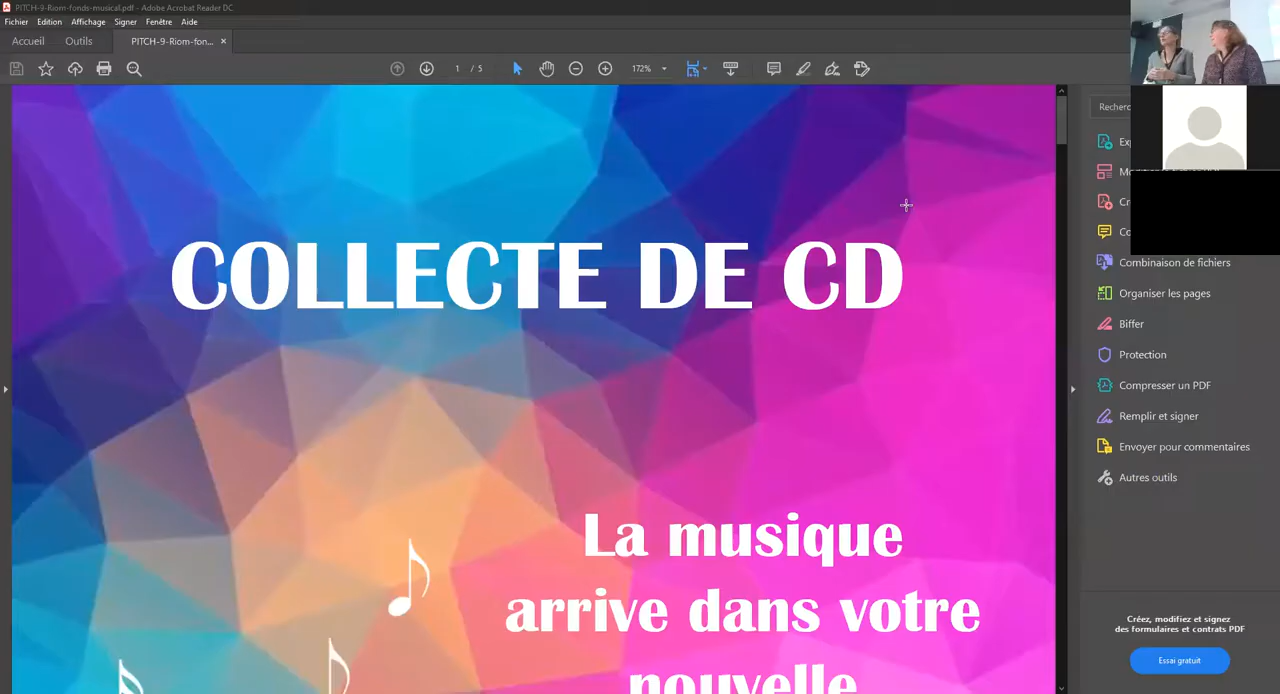 PITCH-9-Riom-fonds-musical.pdf - Adobe Acrobat Reader DC
Fichier Edition Affichage Signer Fenêtre Aide
Accueil Outils PITCH-9-Riom-fon... ×
1 / 5 172%
COLLECTE DE CD
La musique
arrive dans votre
nouvelle
Combinaison de fichiers
Organiser les pages
Biffer
Protection
Compresser un PDF
Remplir et signer
Envoyer pour commentaires
Autres outils
Créez, modifiez et signez
des formulaires et contrats PDF
Essai gratuit